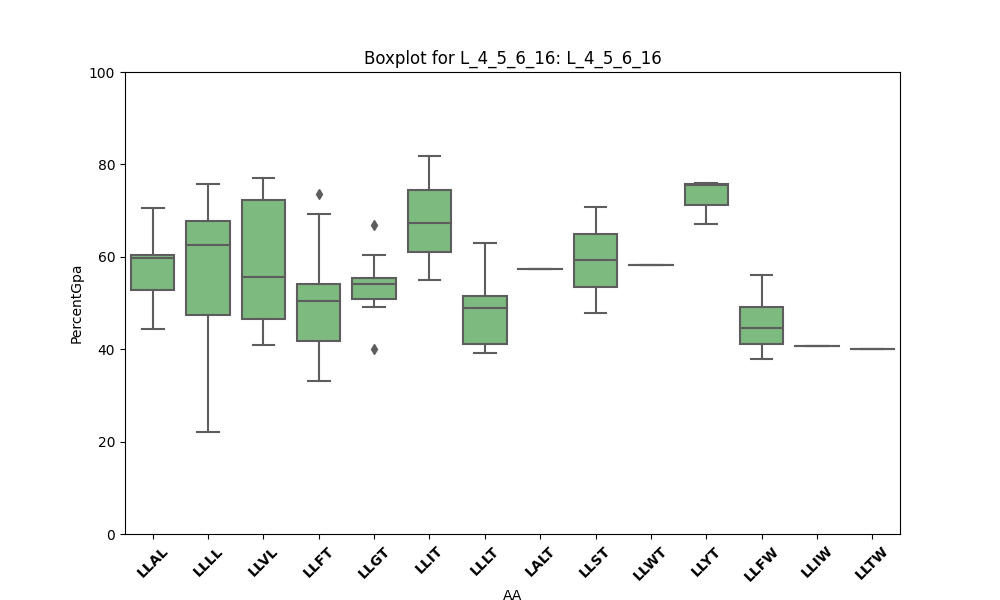 Boxplot for L_4_5_6_16: L_4_5_6_16
100
80
60
40
20
0
PercentGpa
LLAL LLLL LLVL LLFT LLGT LLIT LLLT LALT LLST LLWT LLYT LLFW LLIW LLTW
AA